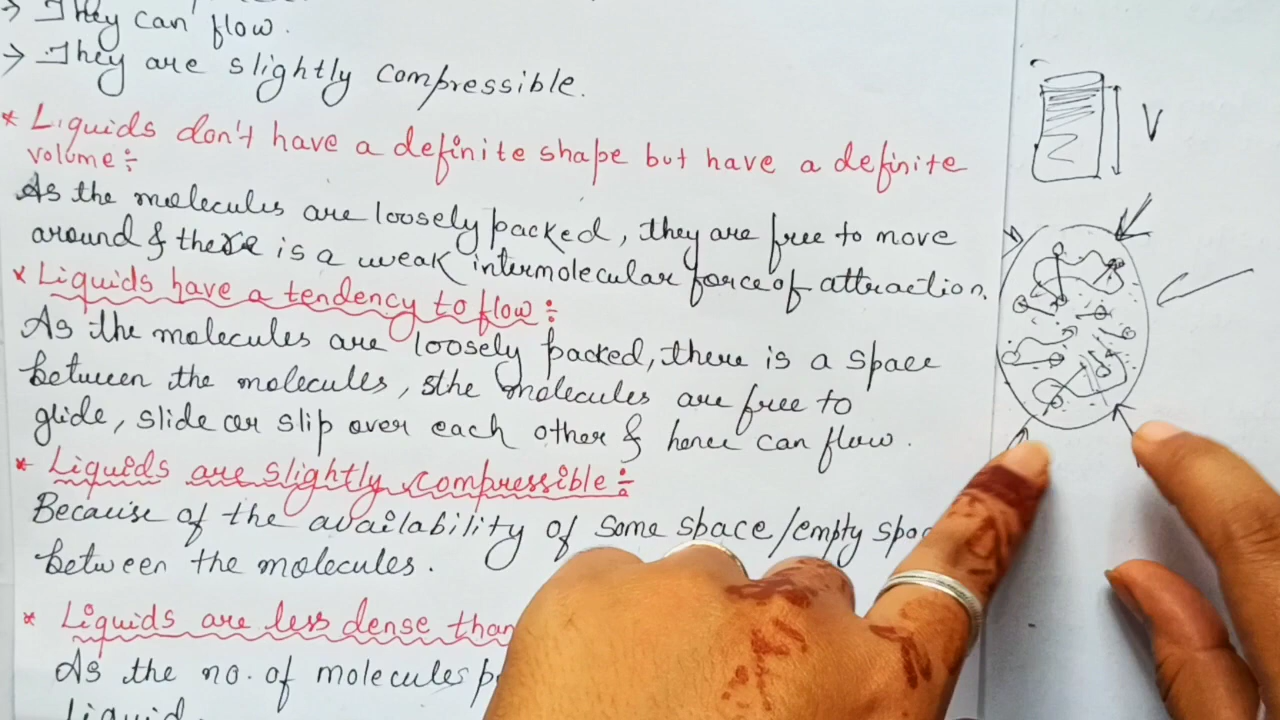 → They can flow.
→ They are slightly compressible.
* Liquids don't have a definite shape but have a definite
volume :-
As the molecules are loosely packed, they are free to move
around & there is a weak intermolecular force of attraction.
* Liquids have a tendency to flow :-
As the molecules are loosely packed, there is a space
between the molecules, sthe molecules are free to
glide, slide or slip over each other & hence can flow.
* Liquids are slightly compressible :-
Because of the availability of some space/empty spac
between the molecules.
* Liquids are less dense than
As the no. of molecules p
liquid
V